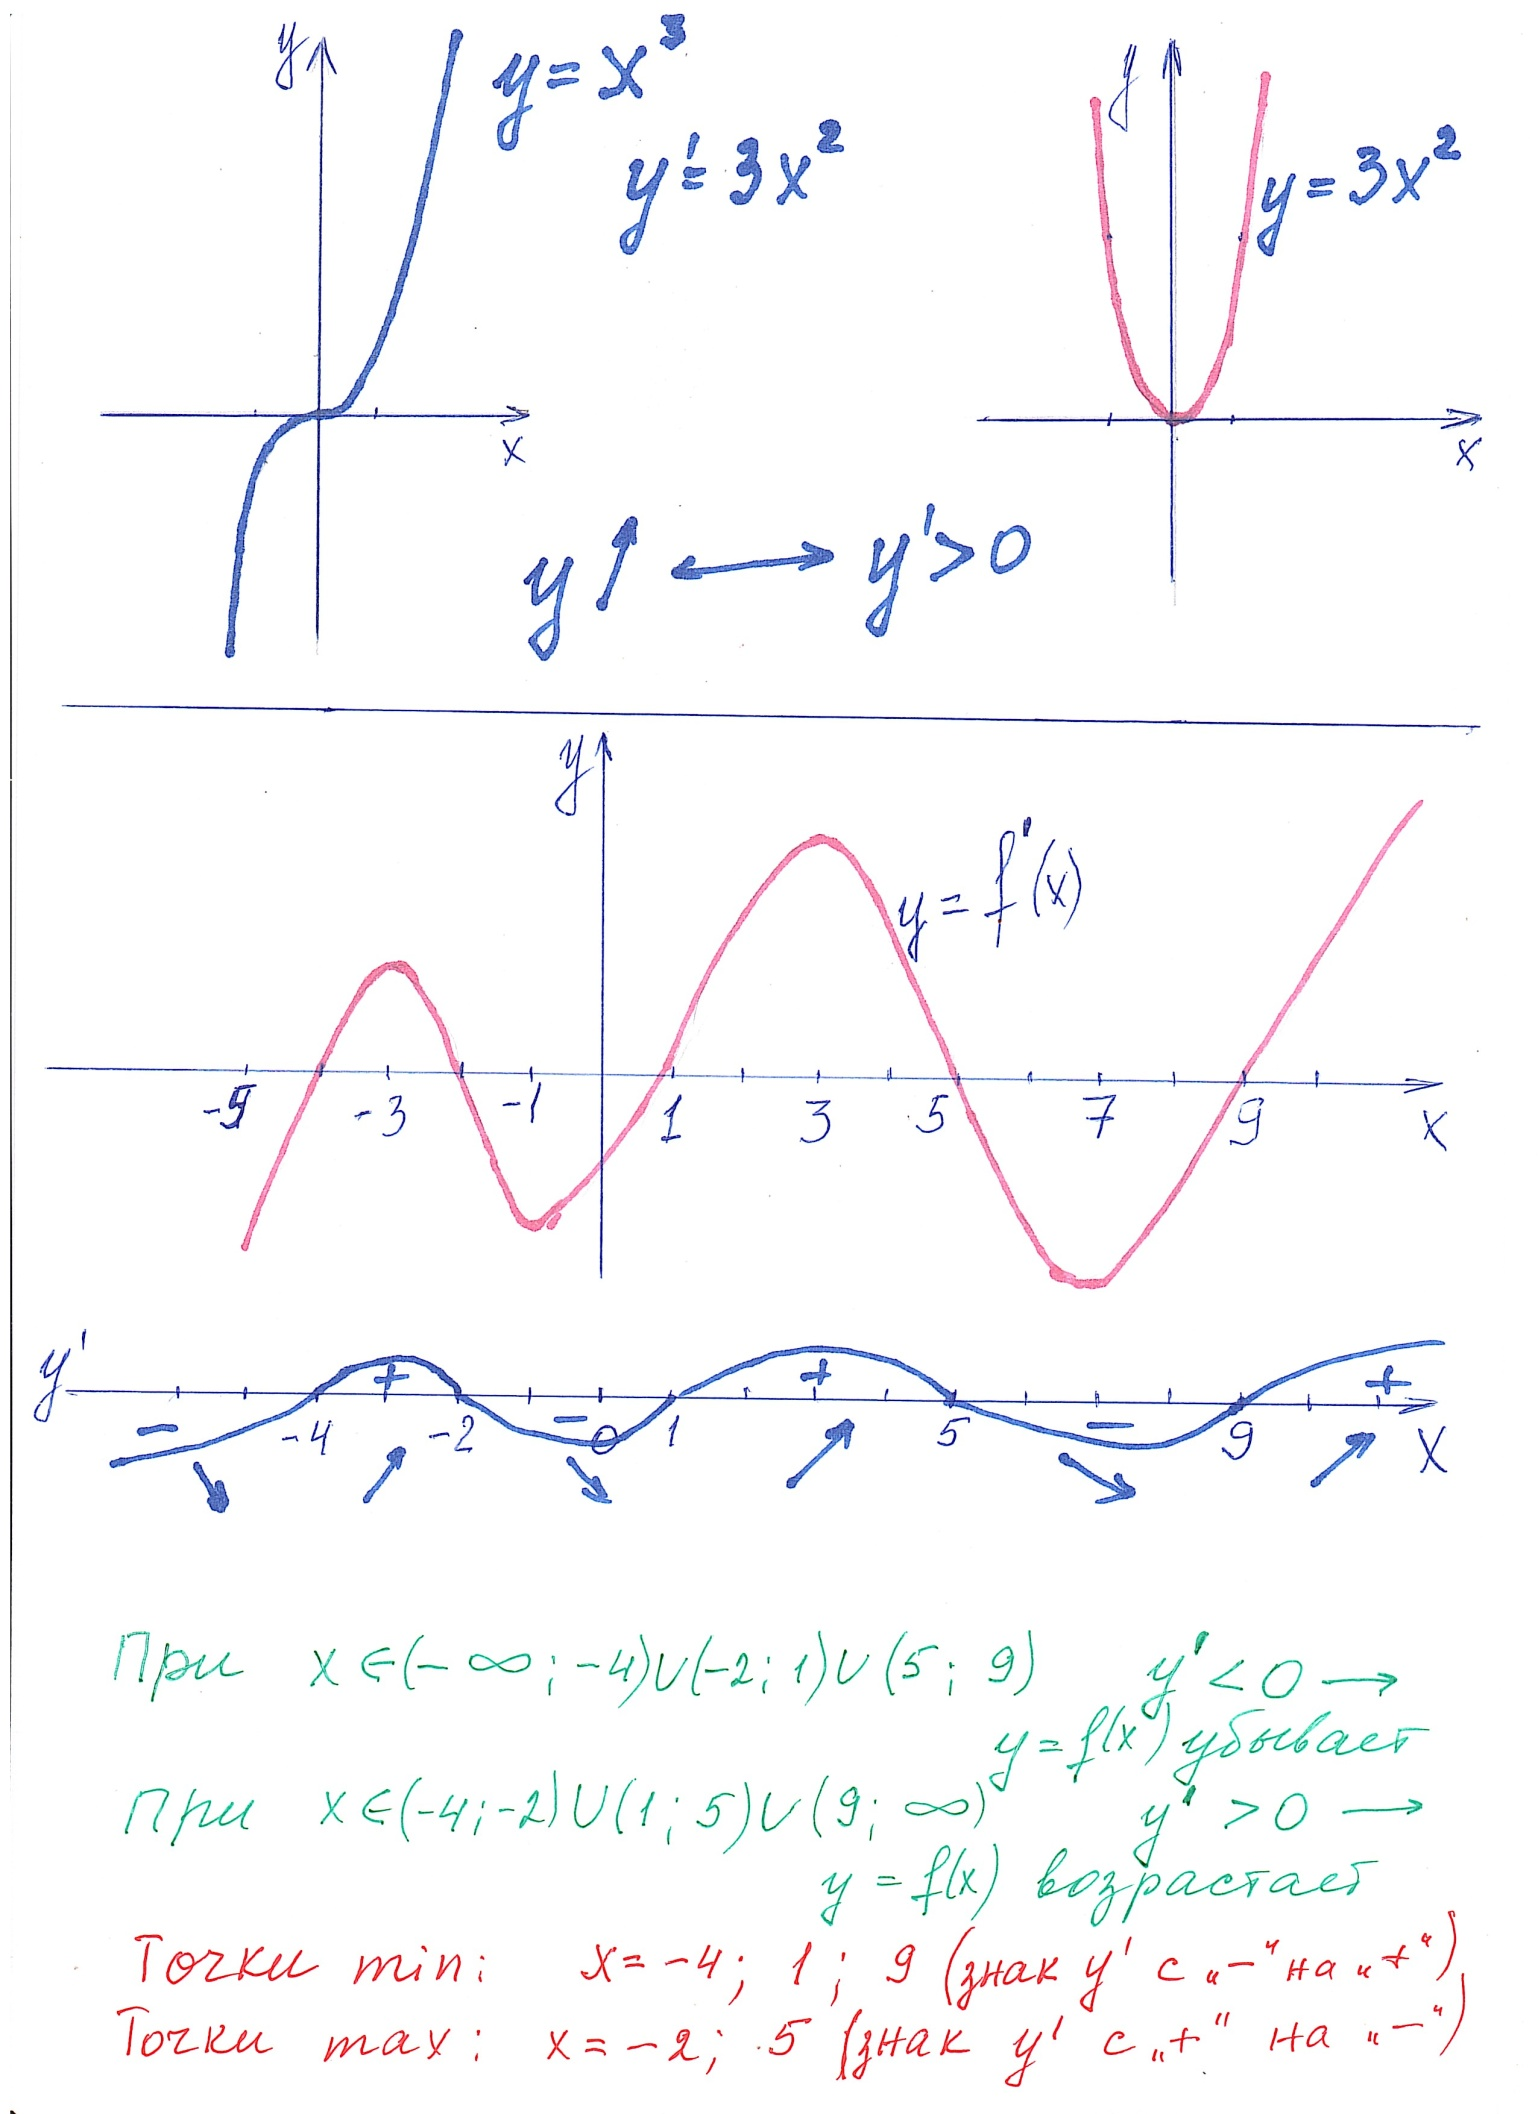 y
y = x³
y' = 3x²
x
y
y = 3x²
x
y ↑ ⟷ y' > 0
y
y = f'(x)
-5 -3 -1 1 3 5 7 9 x
y' − + − + − +
-4 -2 0 1 5 9 x
↘ ↗ ↘ ↗ ↘ ↗
При x ∈ (- ∞; -4) ∪ (-2; 1) ∪ (5; 9) y' < 0 →
y = f(x) убывает
При x ∈ (-4; -2) ∪ (1; 5) ∪ (9; ∞) y' > 0 →
y = f(x) возрастает
Точки min: x = -4; 1; 9 (знак y' с „−“ на „+“)
Точки max: x = -2; 5 (знак y' с „+“ на „−“)